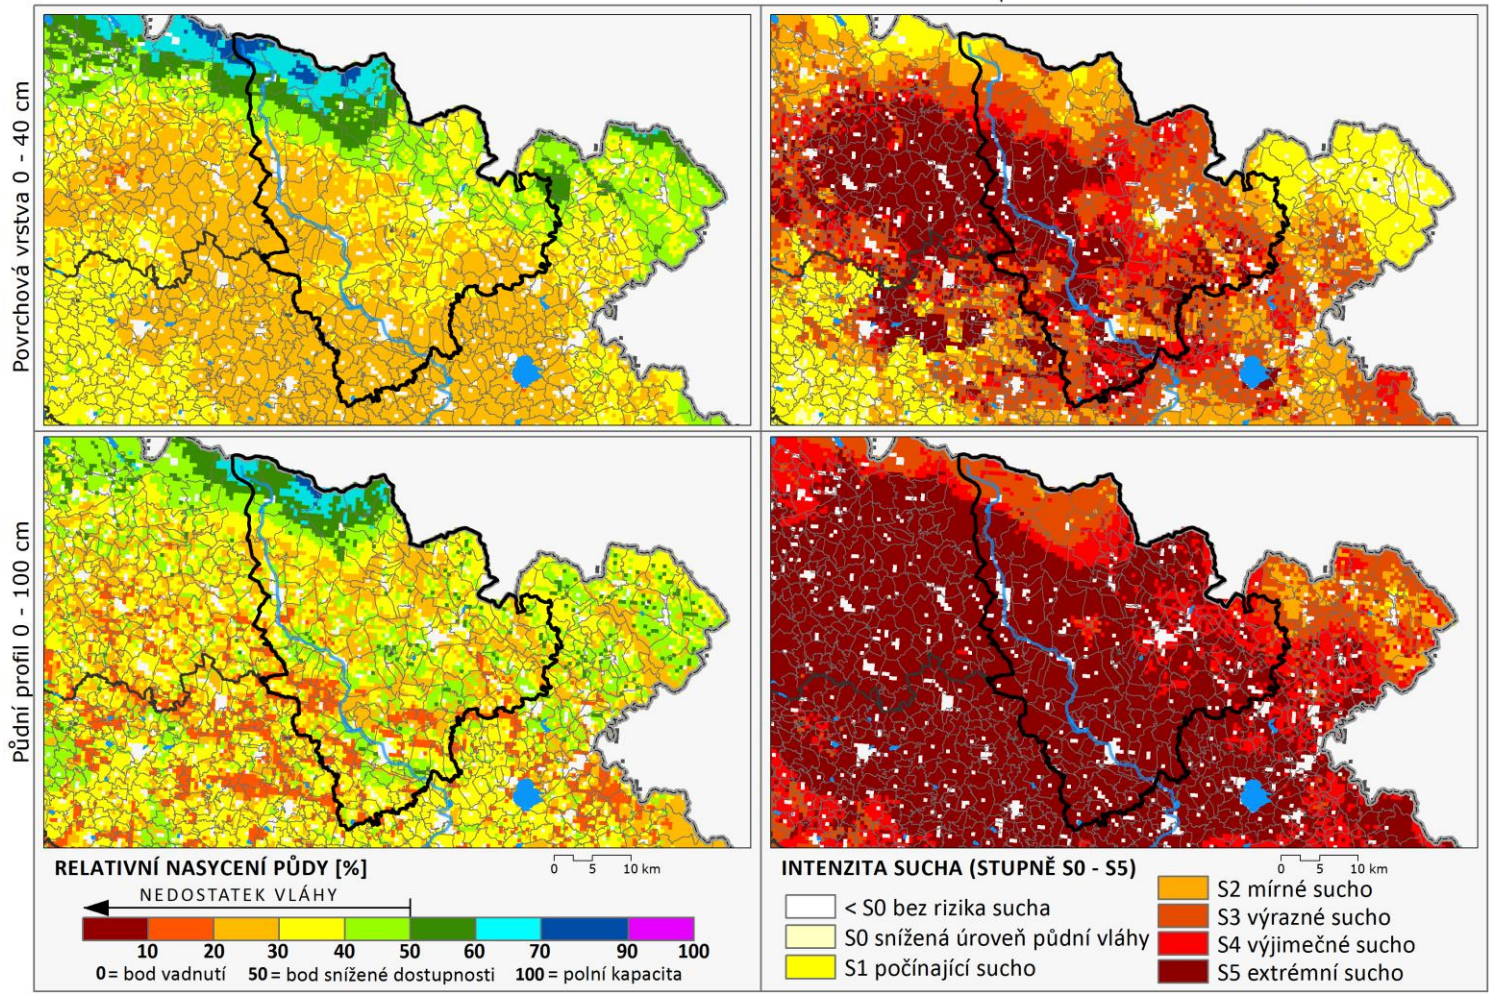 Povrchová vrstva 0 - 40 cm
Půdní profil 0 - 100 cm
RELATIVNÍ NASYCENÍ PŮDY [%]
NEDOSTATEK VLÁHY
0 5 10 km
10 20 30 40 50 60 70 90 100
0 = bod vadnutí 50 = bod snížené dostupnosti 100 = polní kapacita
INTENZITA SUCHA (STUPNĚ S0 - S5)
0 5 10 km
< S0 bez rizika sucha
S0 snížená úroveň půdní vláhy
S1 počínající sucho
S2 mírné sucho
S3 výrazné sucho
S4 výjimečné sucho
S5 extrémní sucho